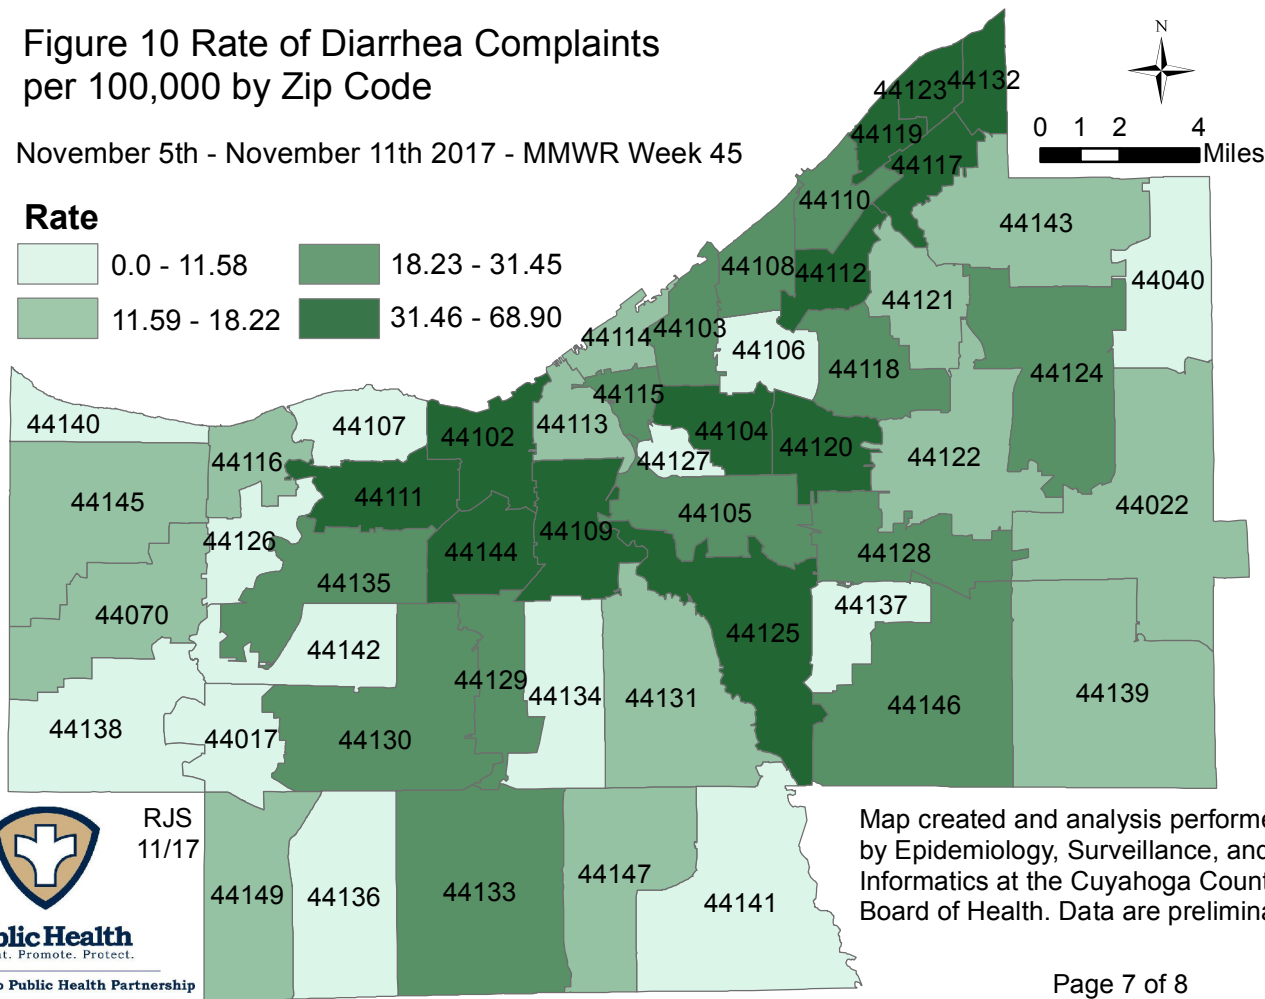 Figure 10 Rate of Diarrhea Complaints
per 100,000 by Zip Code
November 5th - November 11th 2017 - MMWR Week 45
Rate
0.0 - 11.58
18.23 - 31.45
11.59 - 18.22
31.46 - 68.90
N
0 1 2 4
Miles
44123
44132
44119
44117
44110
44143
44108
44112
44040
44121
44114
44103
44106
44118
44124
44115
44140
44107
44102
44113
44104
44120
44116
44127
44122
44145
44111
44022
44126
44144
44109
44105
44128
44135
44070
44137
44125
44142
44129
44134
44131
44139
44138
44017
44130
44146
44149
44136
44133
44147
44141
RJS
11/17
blic Health
nt. Promote. Protect.
o Public Health Partnership
Map created and analysis performe
by Epidemiology, Surveillance, and
Informatics at the Cuyahoga Count
Board of Health. Data are prelimina
Page 7 of 8